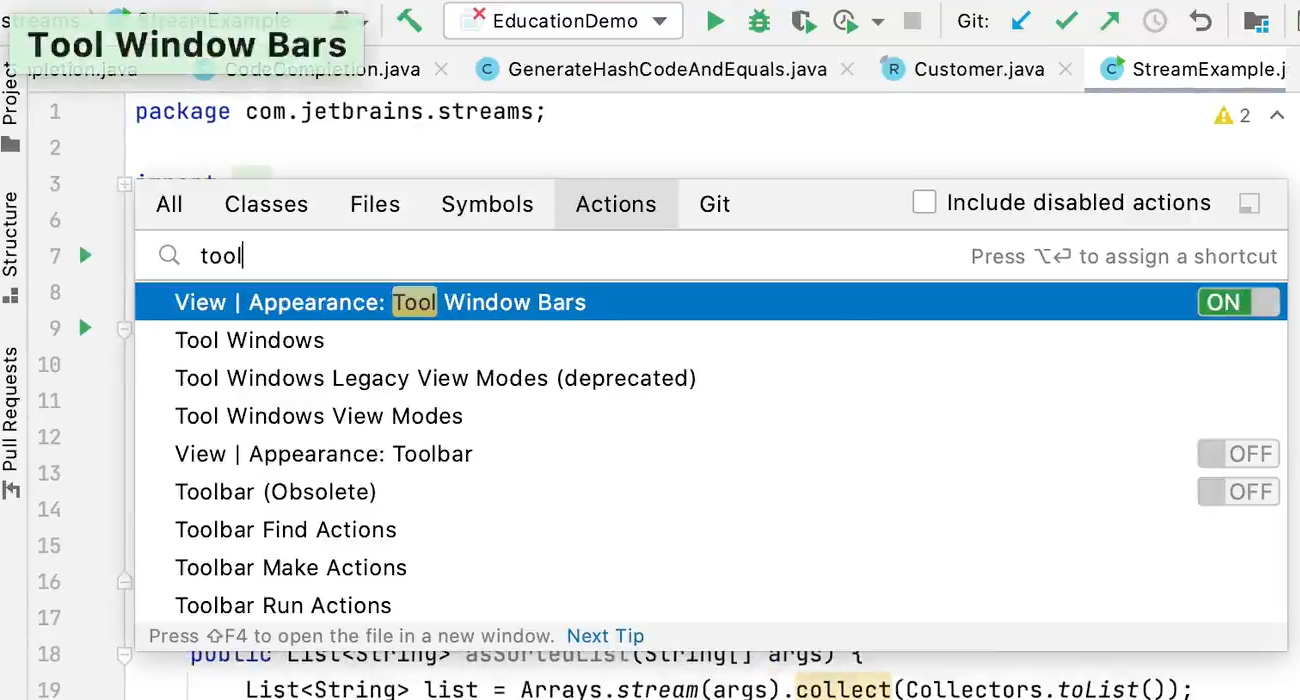 streams StreamExample EducationDemo Git:
Tool Window Bars
pletion.java CodeCompletion.java GenerateHashCodeAndEquals.java Customer.java StreamExample.j
Project
Structure
Pull Requests
1 package com.jetbrains.streams;
2
2
3 import
6
7
8
9
10
11
12
13
14
15
16
17
All Classes Files Symbols Actions Git Include disabled actions
tool Press ⌥⏎ to assign a shortcut
View | Appearance: Tool Window Bars ON
Tool Windows
Tool Windows Legacy View Modes (deprecated)
Tool Windows View Modes
View | Appearance: Toolbar OFF
Toolbar (Obsolete) OFF
Toolbar Find Actions
Toolbar Make Actions
Toolbar Run Actions
Press ⇧F4 to open the file in a new window. Next Tip
18 public List<String> asSortedList(String[] args) {
19 List<String> list = Arrays.stream(args).collect(Collectors.toList());